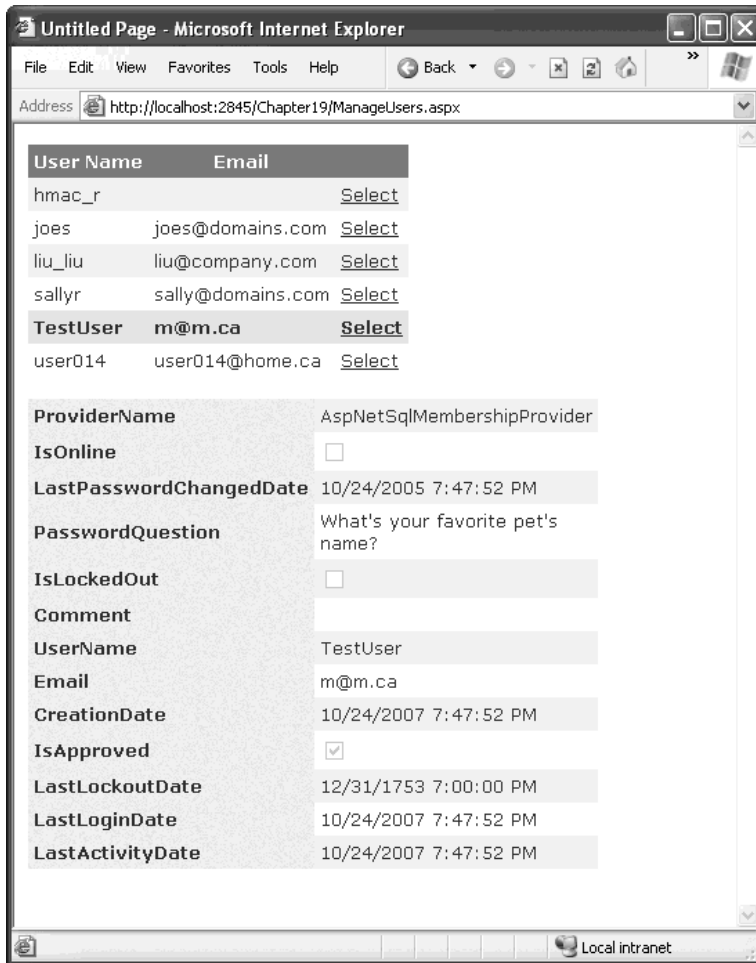 Untitled Page - Microsoft Internet Explorer
File Edit View Favorites Tools Help Back »
Address http://localhost:2845/Chapter19/ManageUsers.aspx
User Name Email
hmac_r Select
joes joes@domains.com Select
liu_liu liu@company.com Select
sallyr sally@domains.com Select
TestUser m@m.ca Select
user014 user014@home.ca Select
ProviderName AspNetSqlMembershipProvider
IsOnline
LastPasswordChangedDate 10/24/2005 7:47:52 PM
PasswordQuestion What's your favorite pet's
name?
IsLockedOut
Comment
UserName TestUser
Email m@m.ca
CreationDate 10/24/2007 7:47:52 PM
IsApproved
LastLockoutDate 12/31/1753 7:00:00 PM
LastLoginDate 10/24/2007 7:47:52 PM
LastActivityDate 10/24/2007 7:47:52 PM
Local intranet